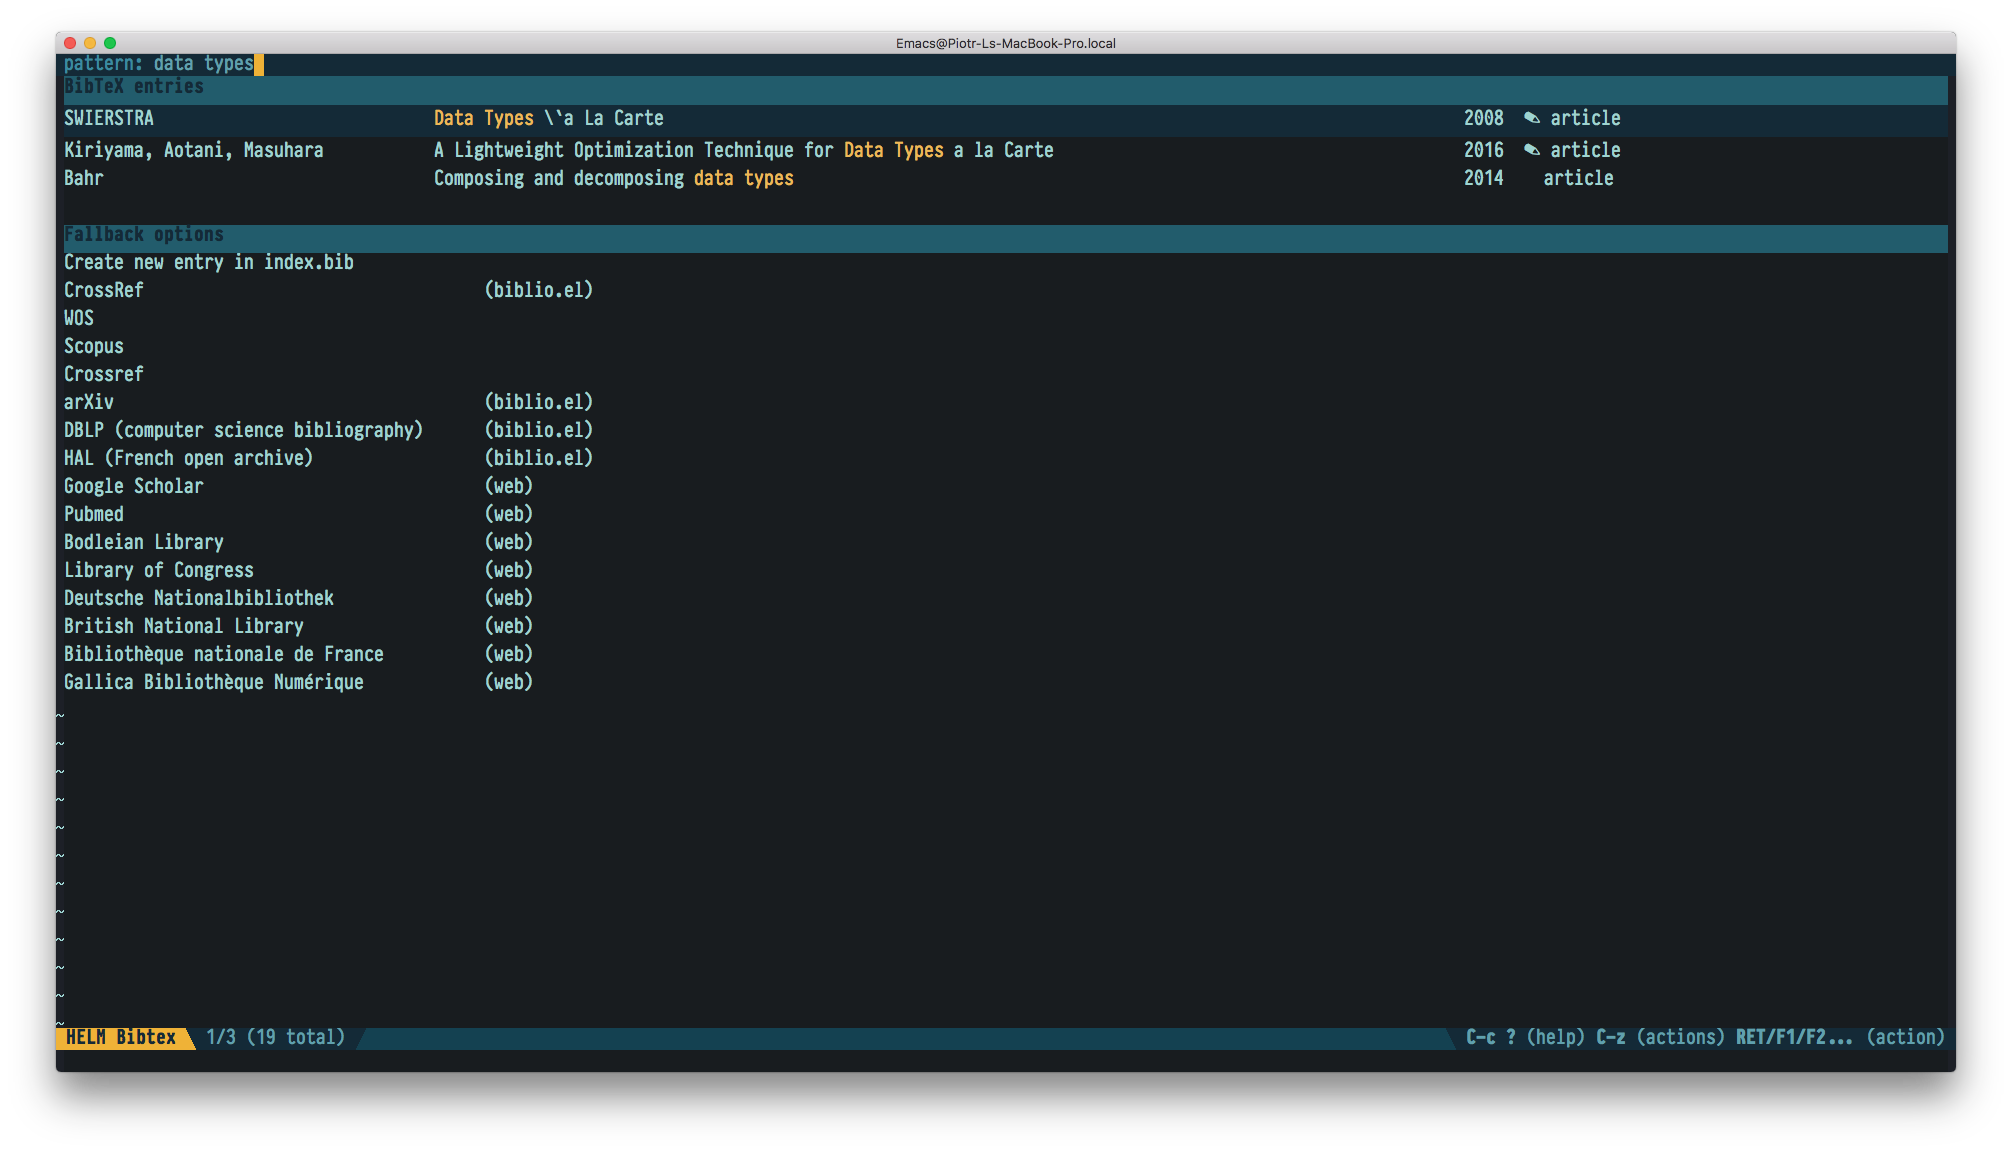 Emacs@Piotr-Ls-MacBook-Pro.local
pattern: data types
BibTeX entries
SWIERSTRA Data Types \`a La Carte 2008 ✎ article
Kiriyama, Aotani, Masuhara A Lightweight Optimization Technique for Data Types a la Carte 2016 ✎ article
Bahr Composing and decomposing data types 2014 article
Fallback options
Create new entry in index.bib
CrossRef (biblio.el)
WOS
Scopus
Crossref
arXiv (biblio.el)
DBLP (computer science bibliography) (biblio.el)
HAL (French open archive) (biblio.el)
Google Scholar (web)
Pubmed (web)
Bodleian Library (web)
Library of Congress (web)
Deutsche Nationalbibliothek (web)
British National Library (web)
Bibliothèque nationale de France (web)
Gallica Bibliothèque Numérique (web)
~
~
~
~
~
~
~
~
~
~
~
~
HELM Bibtex 1/3 (19 total) C-c ? (help) C-z (actions) RET/F1/F2... (action)